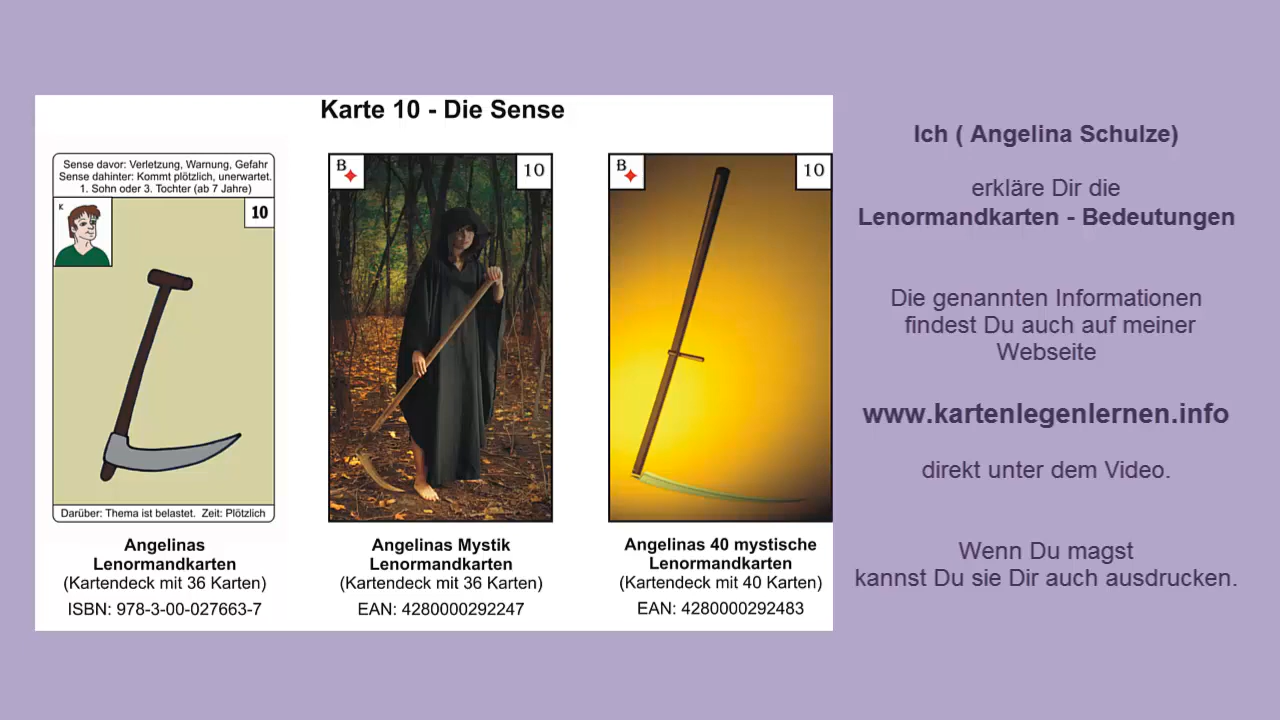 Karte 10 - Die Sense
Sense davor: Verletzung, Warnung, Gefahr
Sense dahinter: Kommt plötzlich, unerwartet.
1. Sohn oder 3. Tochter (ab 7 Jahre)
K
10
Darüber: Thema ist belastet. Zeit: Plötzlich
Angelinas
Lenormandkarten
(Kartendeck mit 36 Karten)
ISBN: 978-3-00-027663-7
B
10
Angelinas Mystik
Lenormandkarten
(Kartendeck mit 36 Karten)
EAN: 4280000292247
B
10
Angelinas 40 mystische
Lenormandkarten
(Kartendeck mit 40 Karten)
EAN: 4280000292483
Ich ( Angelina Schulze)
erkläre Dir die
Lenormandkarten - Bedeutungen
Die genannten Informationen
findest Du auch auf meiner
Webseite
www.kartenlegenlernen.info
direkt unter dem Video.
Wenn Du magst
kannst Du sie Dir auch ausdrucken.